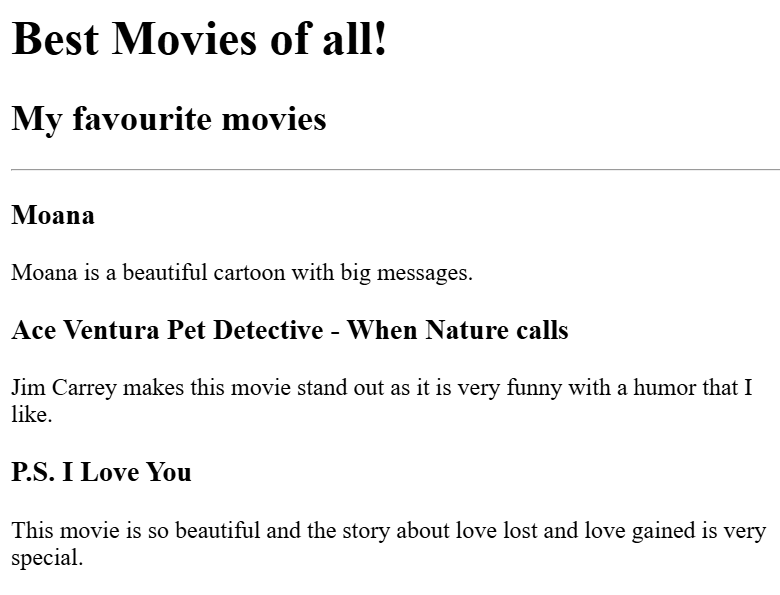 Best Movies of all!
My favourite movies
Moana
Moana is a beautiful cartoon with big messages.
Ace Ventura Pet Detective - When Nature calls
Jim Carrey makes this movie stand out as it is very funny with a humor that I
like.
P.S. I Love You
This movie is so beautiful and the story about love lost and love gained is very
special.